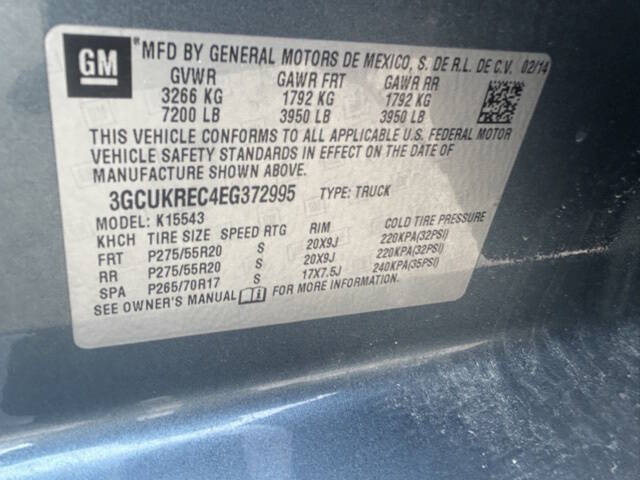 GM
MFD BY GENERAL MOTORS DE MEXICO, S. DE R.L. DE C.V. 02/14
GVWR GAWR FRT GAWR RR
3266 KG 1792 KG 1792 KG
7200 LB 3950 LB 3950 LB
THIS VEHICLE CONFORMS TO ALL APPLICABLE U.S. FEDERAL MOTOR
VEHICLE SAFETY STANDARDS IN EFFECT ON THE DATE OF
MANUFACTURE SHOWN ABOVE.
3GCUKREC4EG372995 TYPE: TRUCK
MODEL: K15543
KHCH TIRE SIZE SPEED RTG RIM COLD TIRE PRESSURE
FRT P275/55R20 S 20X9J 220KPA(32PSI)
RR P275/55R20 S 20X9J 220KPA(32PSI)
SPA P265/70R17 S 17X7.5J 240KPA(35PSI)
SEE OWNER'S MANUAL FOR MORE INFORMATION.